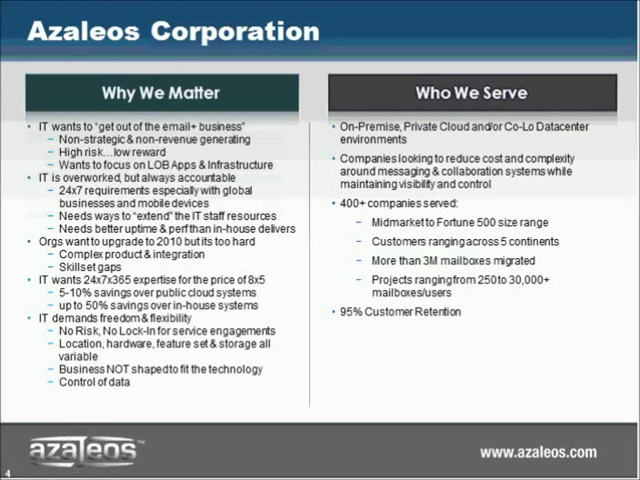 Azaleos Corporation
Why We Matter
• IT wants to "get out of the email+ business"
− Non-strategic & non-revenue generating
− High risk…low reward
− Wants to focus on LOB Apps & Infrastructure
• IT is overworked, but always accountable
− 24x7 requirements especially with global
businesses and mobile devices
− Needs ways to "extend" the IT staff resources
− Needs better uptime & perf than in-house delivers
• Orgs want to upgrade to 2010 but its too hard
− Complex product & integration
− Skillset gaps
• IT wants 24x7x365 expertise for the price of 8x5
− 5-10% savings over public cloud systems
− up to 50% savings over in-house systems
• IT demands freedom & flexibility
− No Risk, No Lock-In for service engagements
− Location, hardware, feature set & storage all
variable
− Business NOT shaped to fit the technology
− Control of data
Who We Serve
• On-Premise, Private Cloud and/or Co-Lo Datacenter
environments
• Companies looking to reduce cost and complexity
around messaging & collaboration systems while
maintaining visibility and control
• 400+ companies served:
− Midmarket to Fortune 500 size range
− Customers ranging across 5 continents
− More than 3M mailboxes migrated
− Projects ranging from 250 to 30,000+
mailboxes/users
• 95% Customer Retention
azaleos™
www.azaleos.com
4